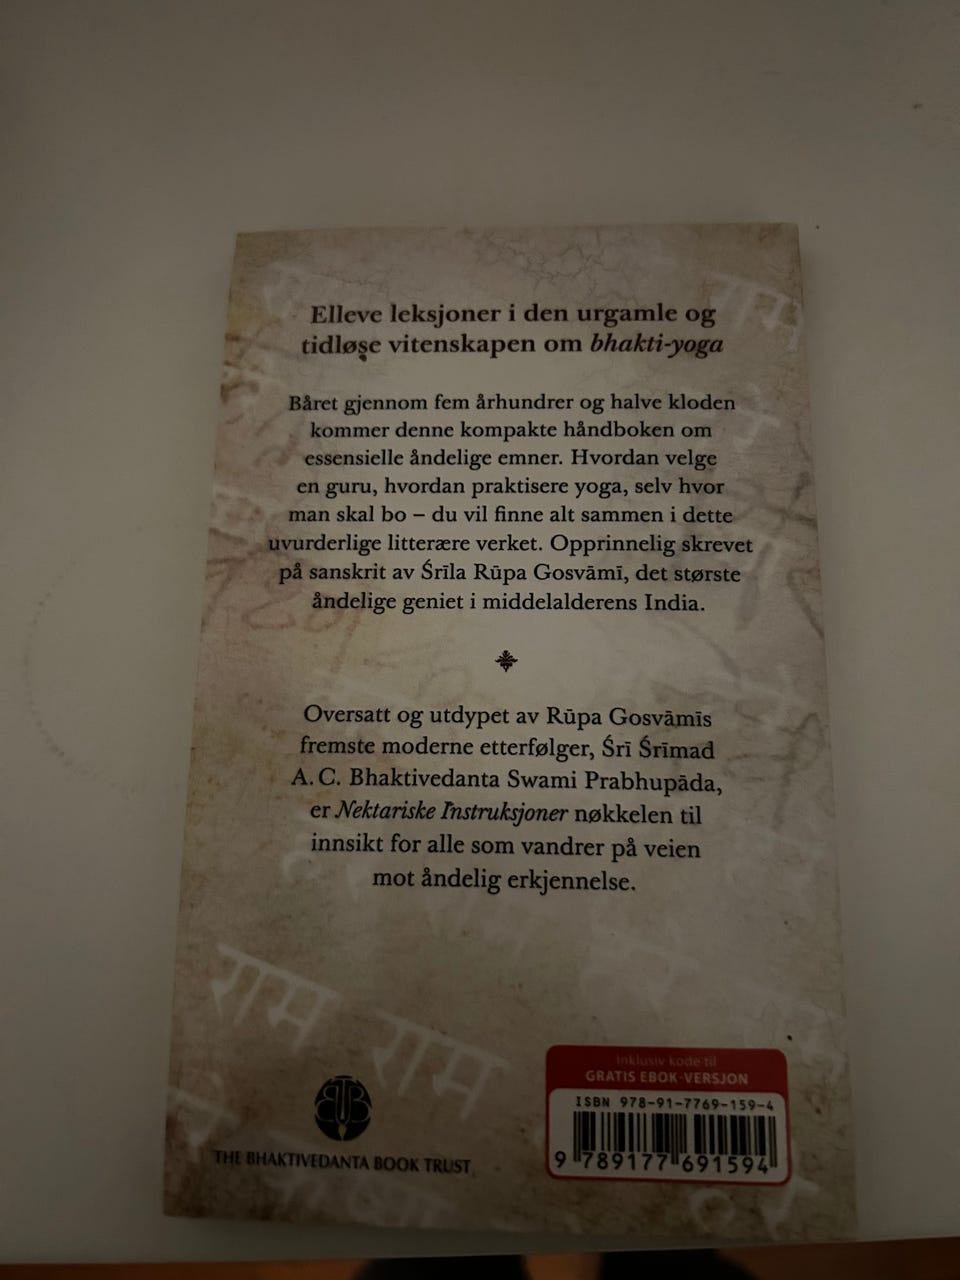 Elleve leksjoner i den urgamle og
tidløse vitenskapen om bhakti-yoga
Båret gjennom fem århundrer og halve kloden
kommer denne kompakte håndboken om
essensielle åndelige emner. Hvordan velge
en guru, hvordan praktisere yoga, selv hvor
man skal bo – du vil finne alt sammen i dette
uvurderlige litterære verket. Opprinnelig skrevet
på sanskrit av Śrīla Rūpa Gosvāmī, det største
åndelige geniet i middelalderens India.
Oversatt og utdypet av Rūpa Gosvāmīs
fremste moderne etterfølger, Śrī Śrīmad
A. C. Bhaktivedanta Swami Prabhupāda,
er Nektariske Instruksjoner nøkkelen til
innsikt for alle som vandrer på veien
mot åndelig erkjennelse.
राम
राम
राम
BBT
THE BHAKTIVEDANTA BOOK TRUST
Inklusiv kode til
GRATIS EBOK-VERSJON
ISBN 978-91-7769-159-4
9 789177 691594